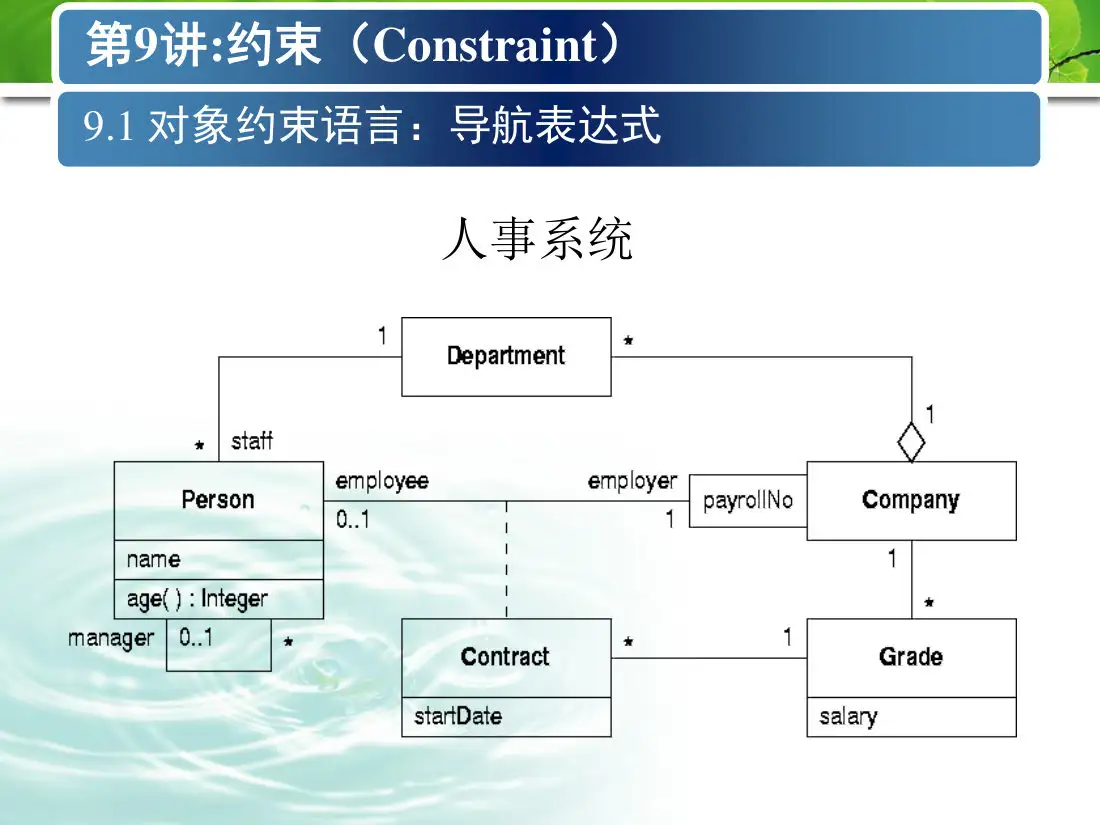 第9讲:约束（Constraint）
9.1 对象约束语言：导航表达式
人事系统
1
Department
*
1
* staff
employee
employer
Person
payrollNo
Company
0..1
1
name
1
age( ) : Integer
*
manager
0..1
*
Contract
*
1
Grade
startDate
salary